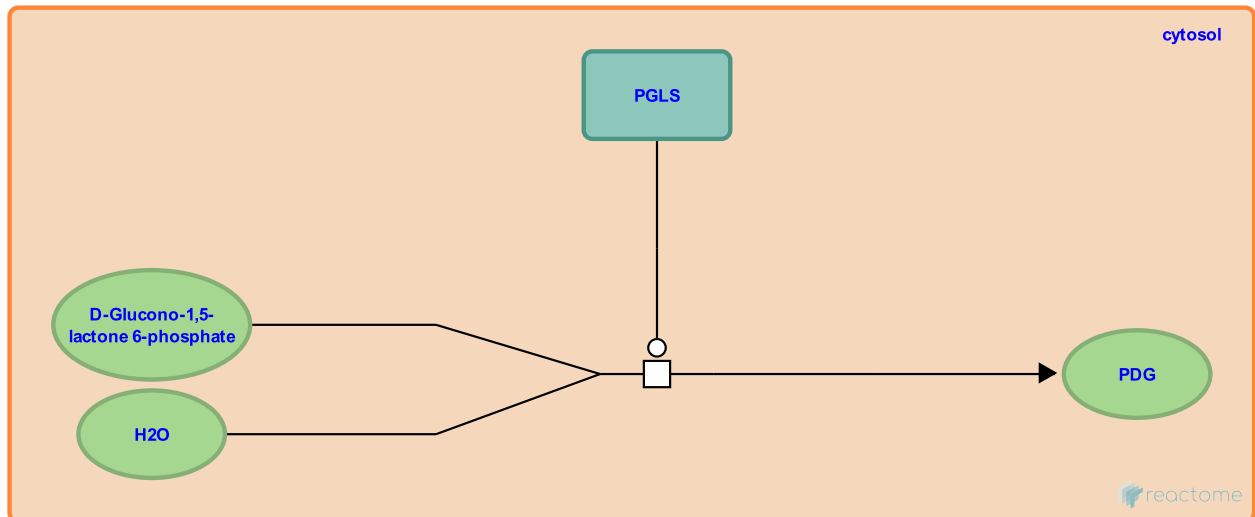 cytosol
PGLS
D-Glucono-1,5-
lactone 6-phosphate
H2O
PDG
reactome